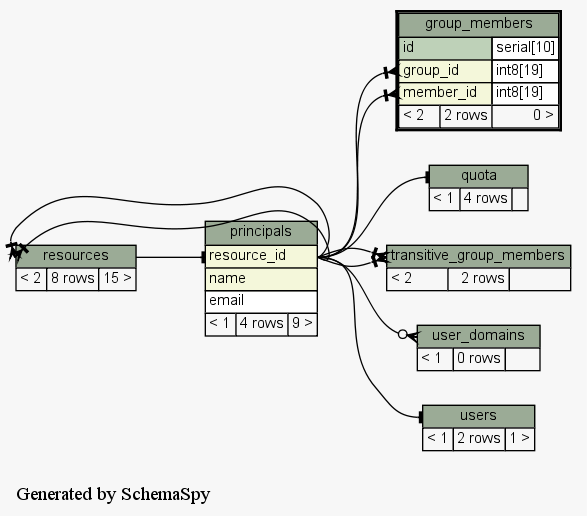 group_members
id serial[10]
group_id int8[19]
member_id int8[19]
< 2 2 rows 0 >
quota
< 1 4 rows
principals
resource_id
name
email
< 1 4 rows 9 >
resources
< 2 8 rows 15 >
transitive_group_members
< 2 2 rows
user_domains
< 1 0 rows
users
< 1 2 rows 1 >
Generated by SchemaSpy